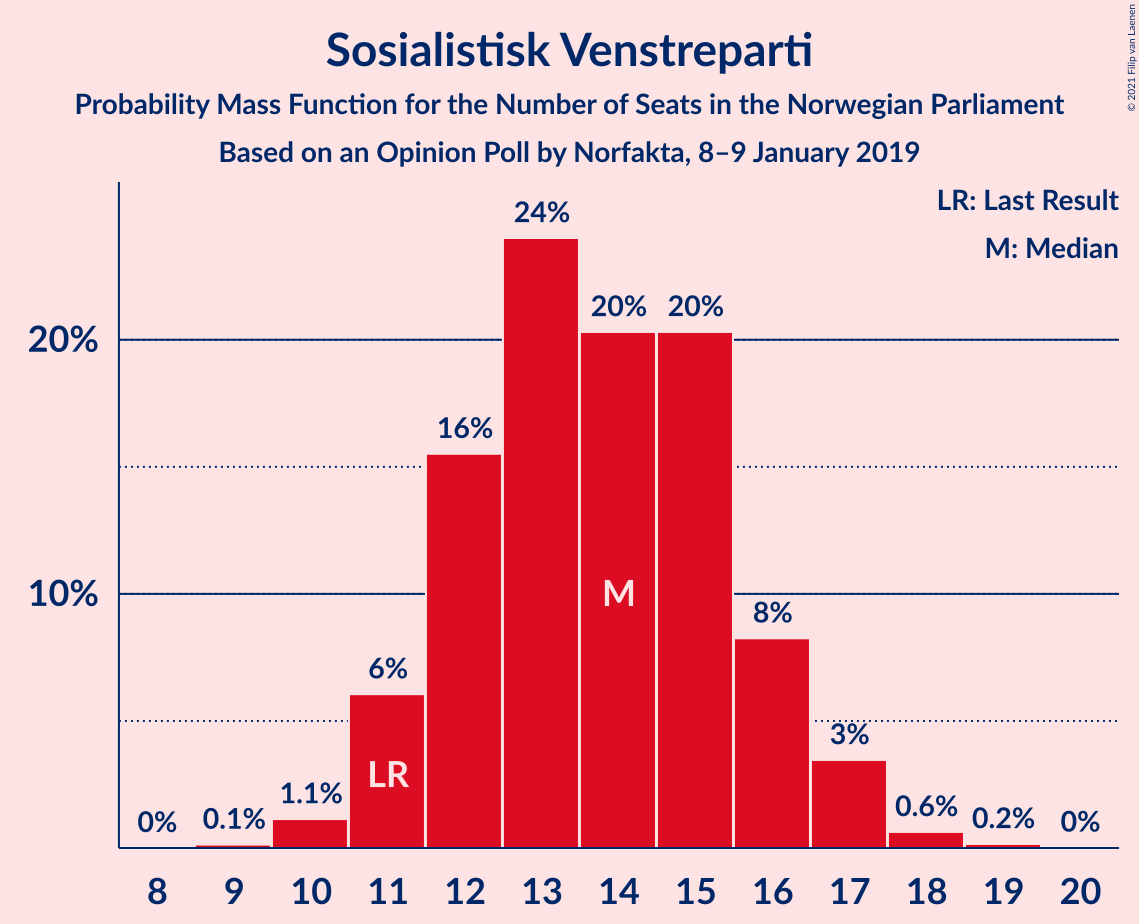 Sosialistisk Venstreparti
Probability Mass Function for the Number of Seats in the Norwegian Parliament
Based on an Opinion Poll by Norfakta, 8–9 January 2019
© 2021 Filip van Laenen
LR: Last Result
M: Median
24%
20% 20%
20%
16%
10%
M
8%
6%
3%
LR
1.1%
0% 0.1% 0.6% 0.2% 0%
8 9 10 11 12 13 14 15 16 17 18 19 20